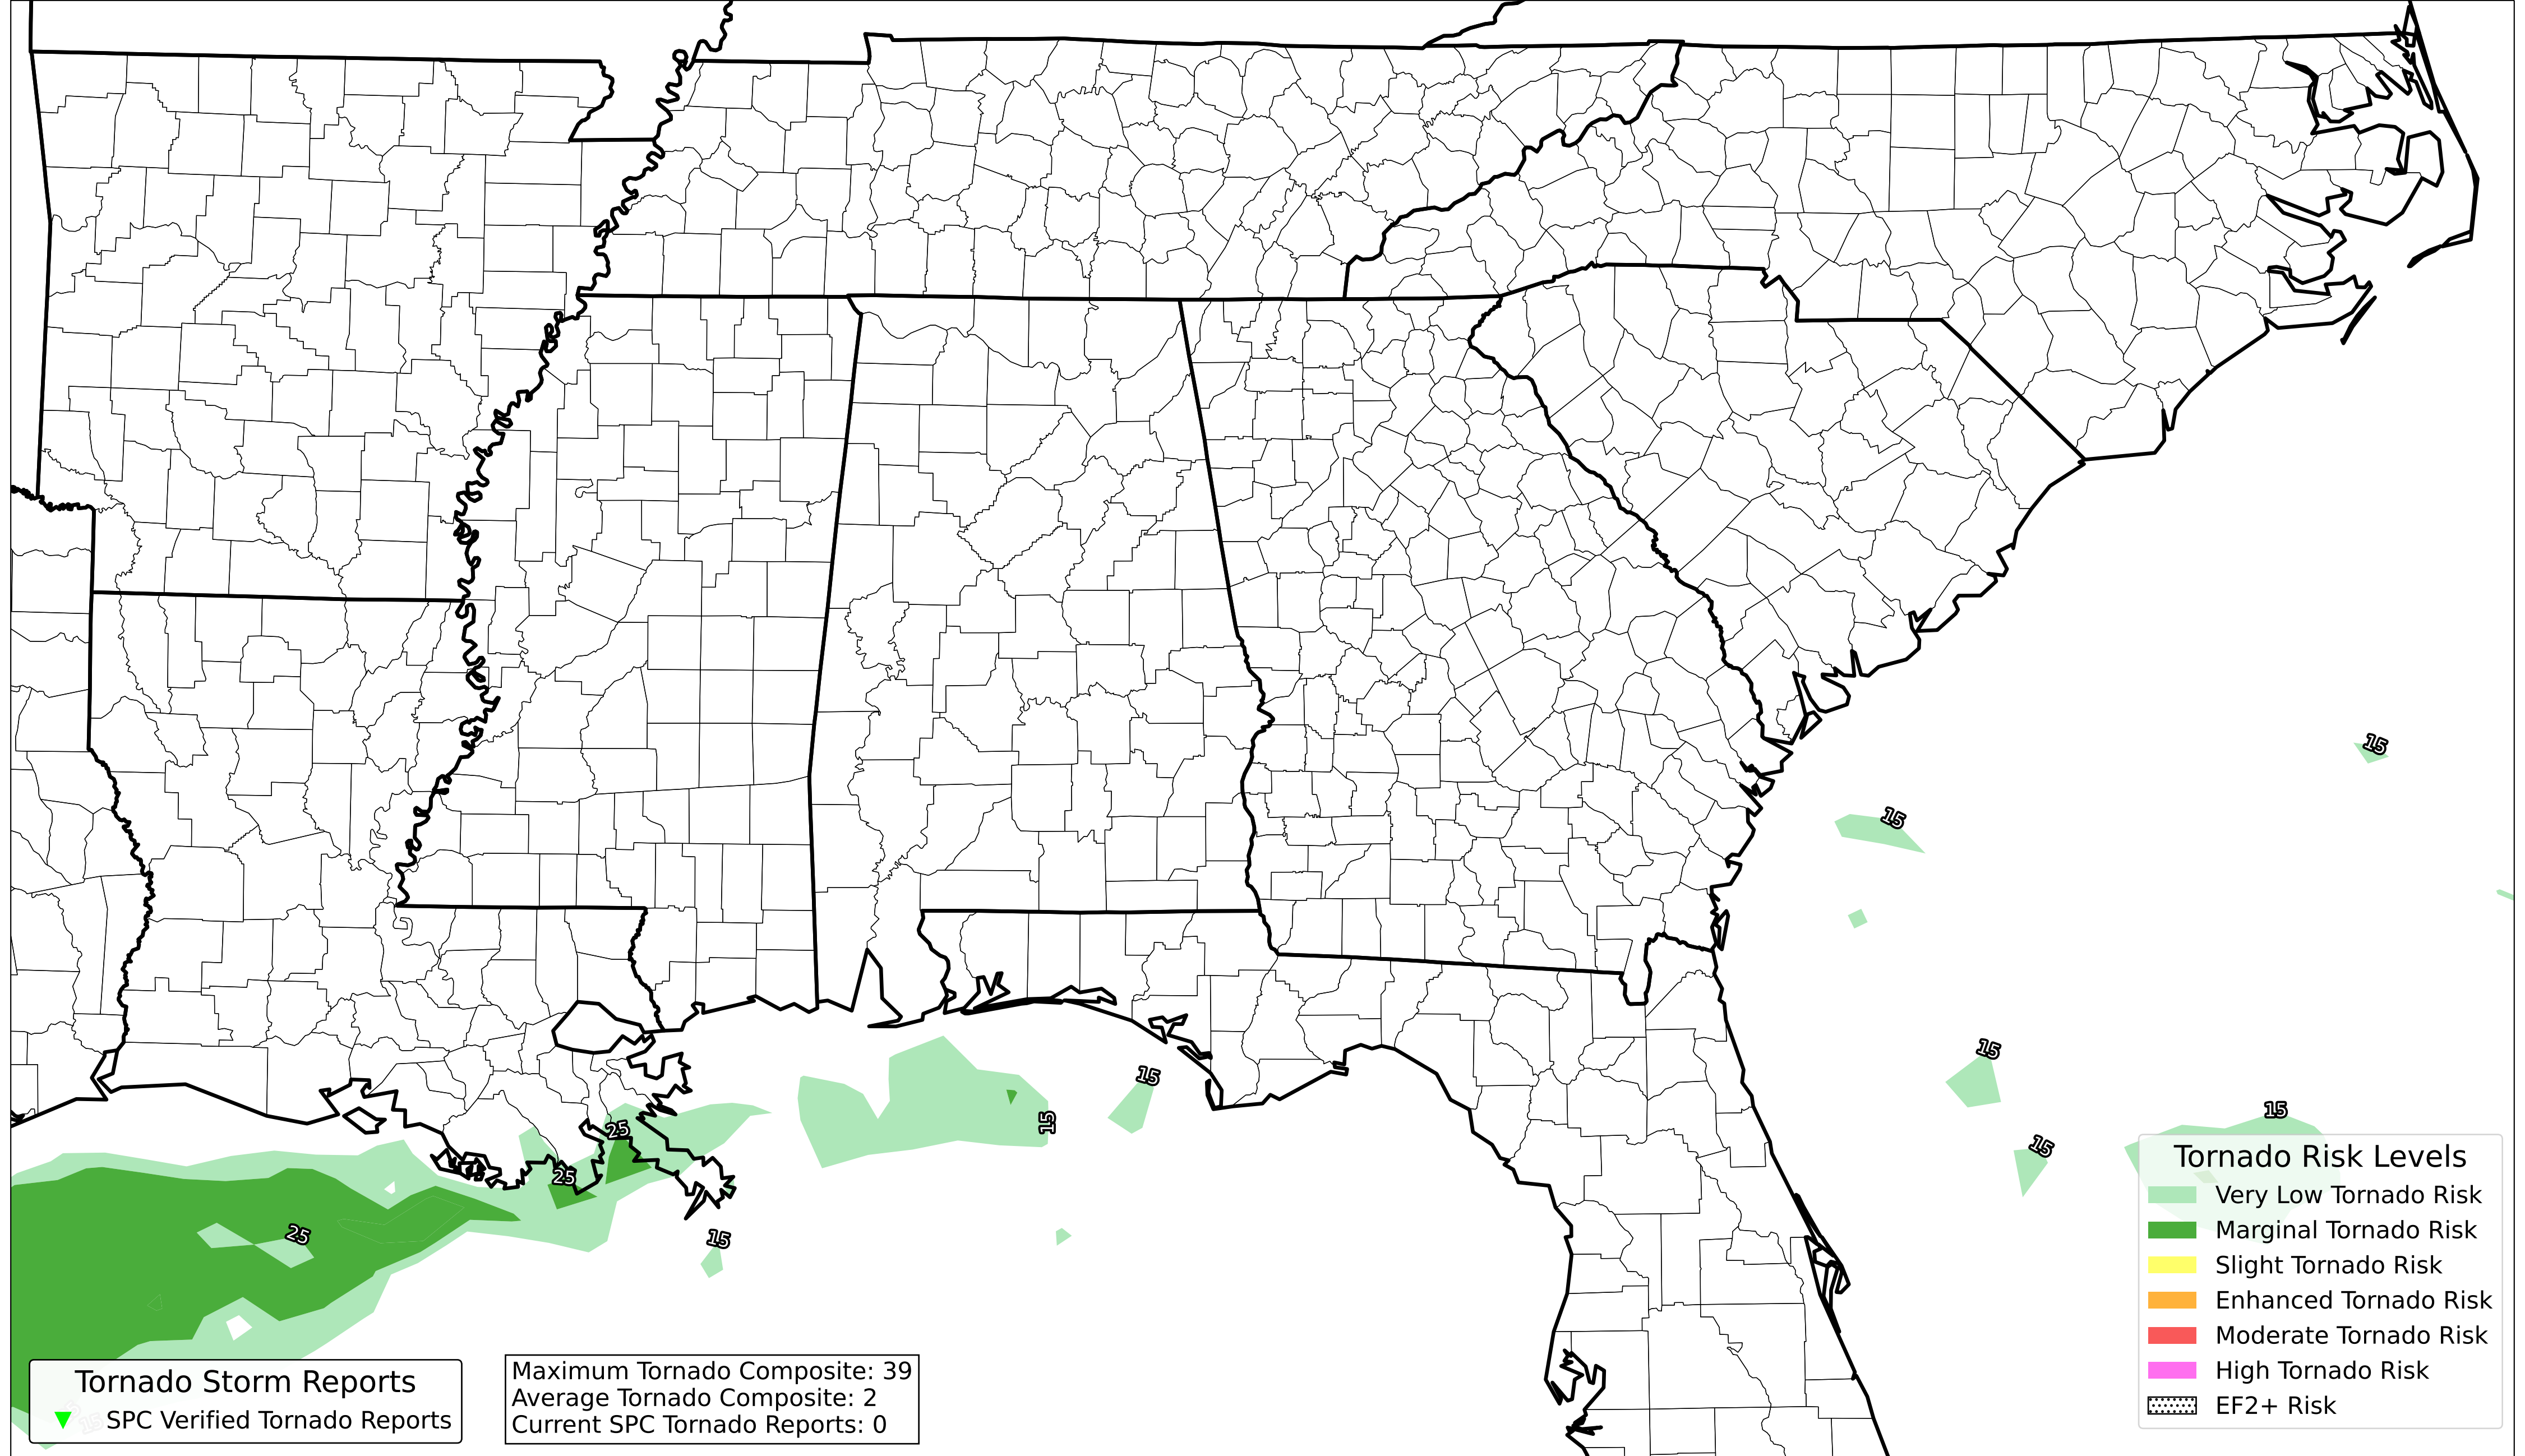 15
15
15
15
15
15
15
25
25
15
25
Tornado Risk Levels
Very Low Tornado Risk
Marginal Tornado Risk
Slight Tornado Risk
Enhanced Tornado Risk
Moderate Tornado Risk
High Tornado Risk
EF2+ Risk
Tornado Storm Reports
SPC Verified Tornado Reports
15
Maximum Tornado Composite: 39
Average Tornado Composite: 2
Current SPC Tornado Reports: 0